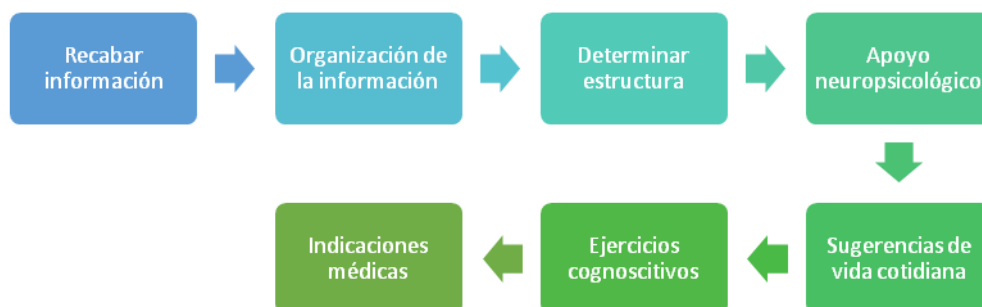 Recabar
información
Organización de
la información
Determinar
estructura
Apoyo
neuropsicológico
Sugerencias de
vida cotidiana
Ejercicios
cognoscitivos
Indicaciones
médicas